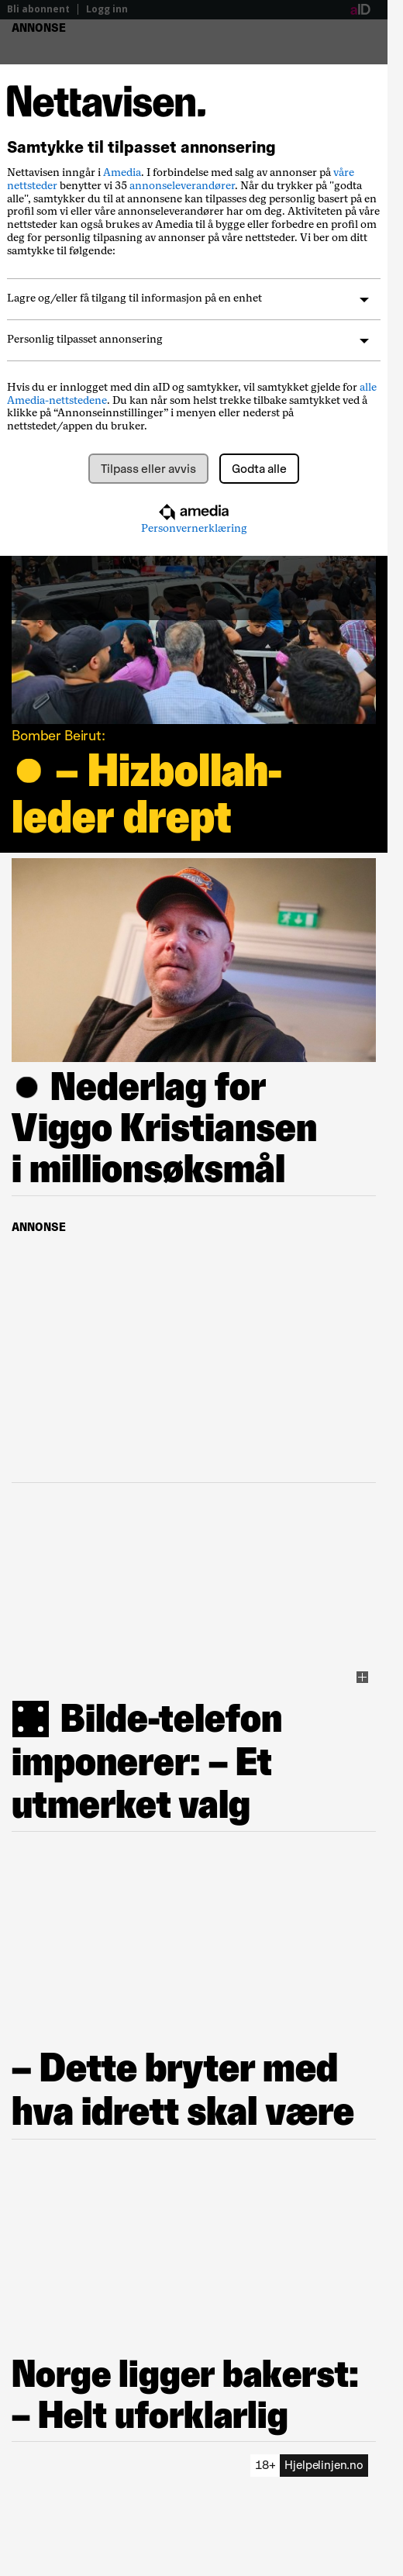 Bli abonnent | Logg inn
aID
ANNONSE
Nettavisen.
Samtykke til tilpasset annonsering
Nettavisen inngår i Amedia. I forbindelse med salg av annonser på våre
nettsteder benytter vi 35 annonseleverandører. Når du trykker på "godta
alle", samtykker du til at annonsene kan tilpasses deg personlig basert på en
profil som vi eller våre annonseleverandører har om deg. Aktiviteten på våre
nettsteder kan også brukes av Amedia til å bygge eller forbedre en profil om
deg for personlig tilpasning av annonser på våre nettsteder. Vi ber om ditt
samtykke til følgende:
Lagre og/eller få tilgang til informasjon på en enhet
Personlig tilpasset annonsering
Hvis du er innlogget med din aID og samtykker, vil samtykket gjelde for alle
Amedia-nettstedene. Du kan når som helst trekke tilbake samtykket ved å
klikke på “Annonseinnstillinger” i menyen eller nederst på
nettstedet/appen du bruker.
Tilpass eller avvis
Godta alle
amedia
Personvernerklæring
Bomber Beirut:
– Hizbollah-
leder drept
Nederlag for
Viggo Kristiansen
i millionsøksmål
ANNONSE
Bilde-telefon
imponerer: – Et
utmerket valg
– Dette bryter med
hva idrett skal være
Norge ligger bakerst:
– Helt uforklarlig
18+ Hjelpelinjen.no